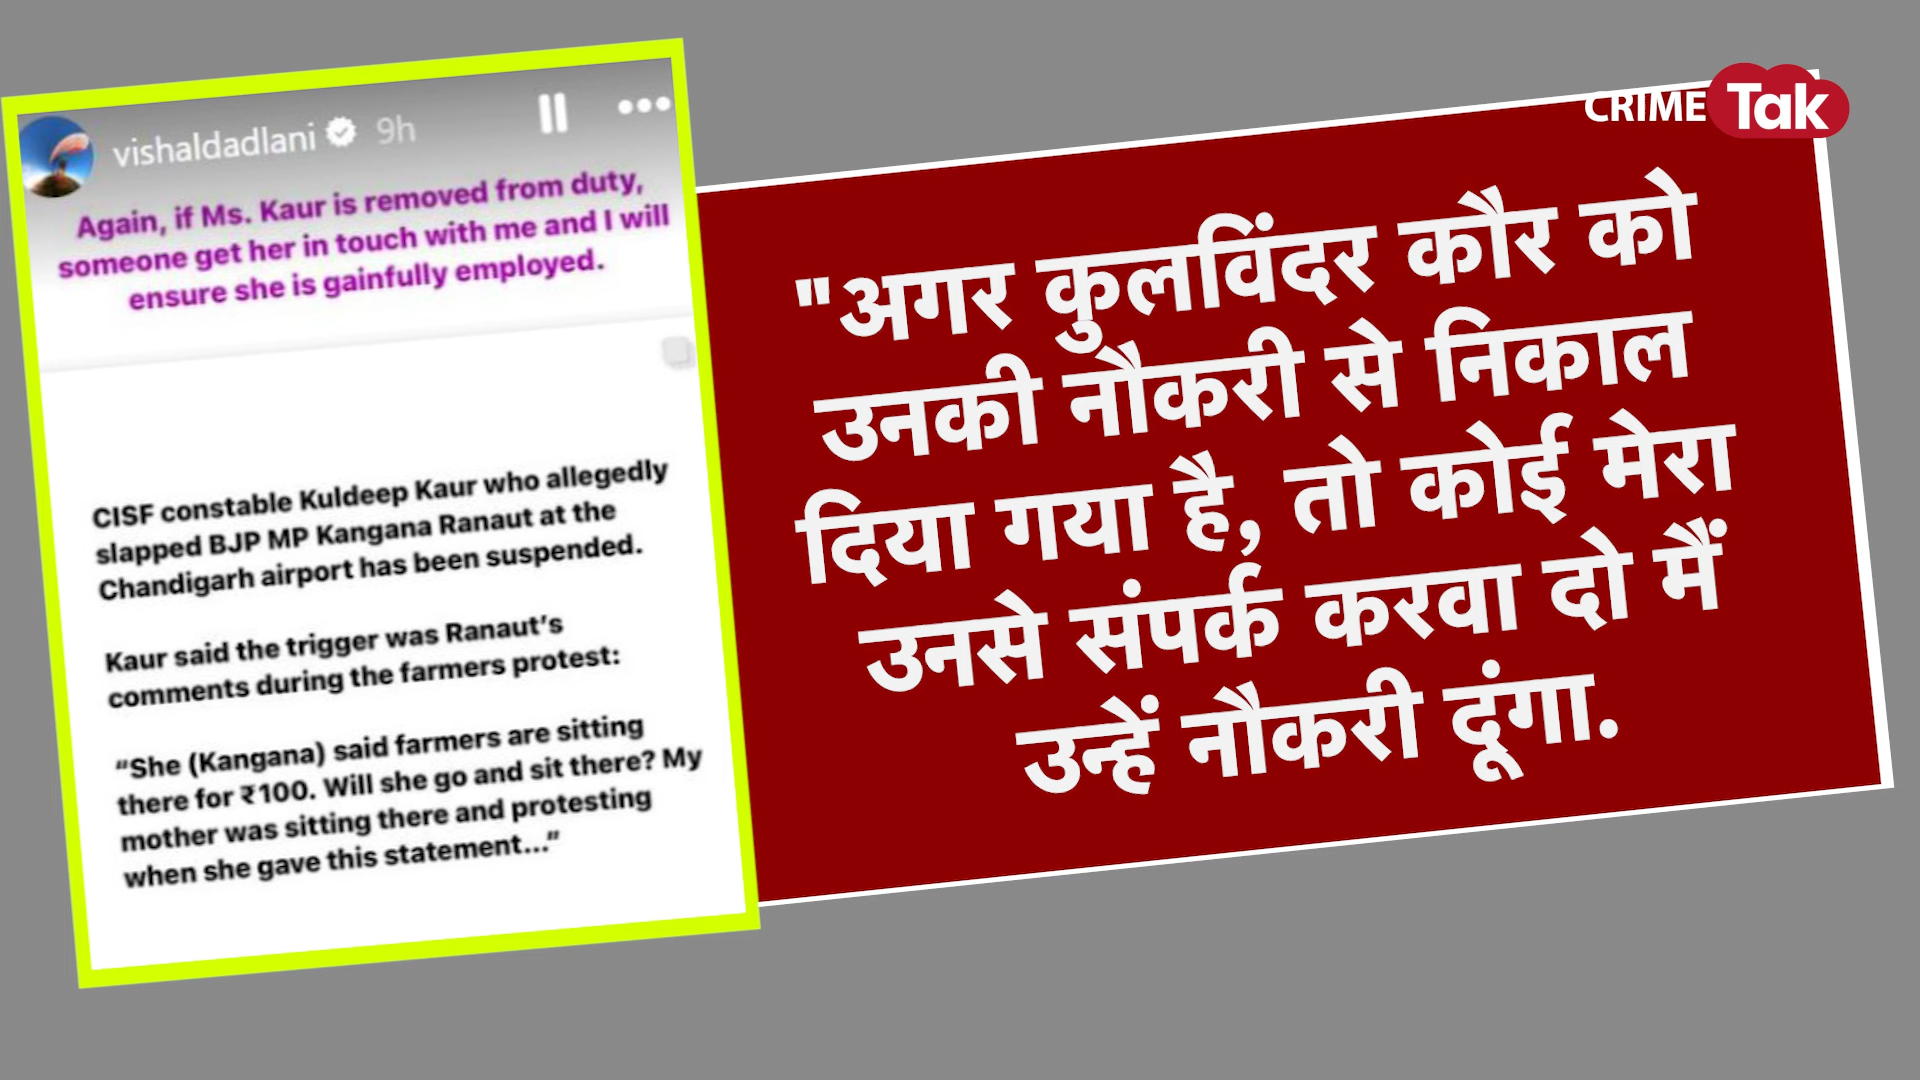 vishaldadlani 9h
Again, if Ms. Kaur is removed from duty,
someone get her in touch with me and I will
ensure she is gainfully employed.
CISF constable Kuldeep Kaur who allegedly
slapped BJP MP Kangana Ranaut at the
Chandigarh airport has been suspended.
Kaur said the trigger was Ranaut’s
comments during the farmers protest:
“She (Kangana) said farmers are sitting
there for ₹100. Will she go and sit there? My
mother was sitting there and protesting
when she gave this statement...”
CRIME Tak
"अगर कुलविंदर कौर को
उनकी नौकरी से निकाल
दिया गया है, तो कोई मेरा
उनसे संपर्क करवा दो मैं
उन्हें नौकरी दूंगा.